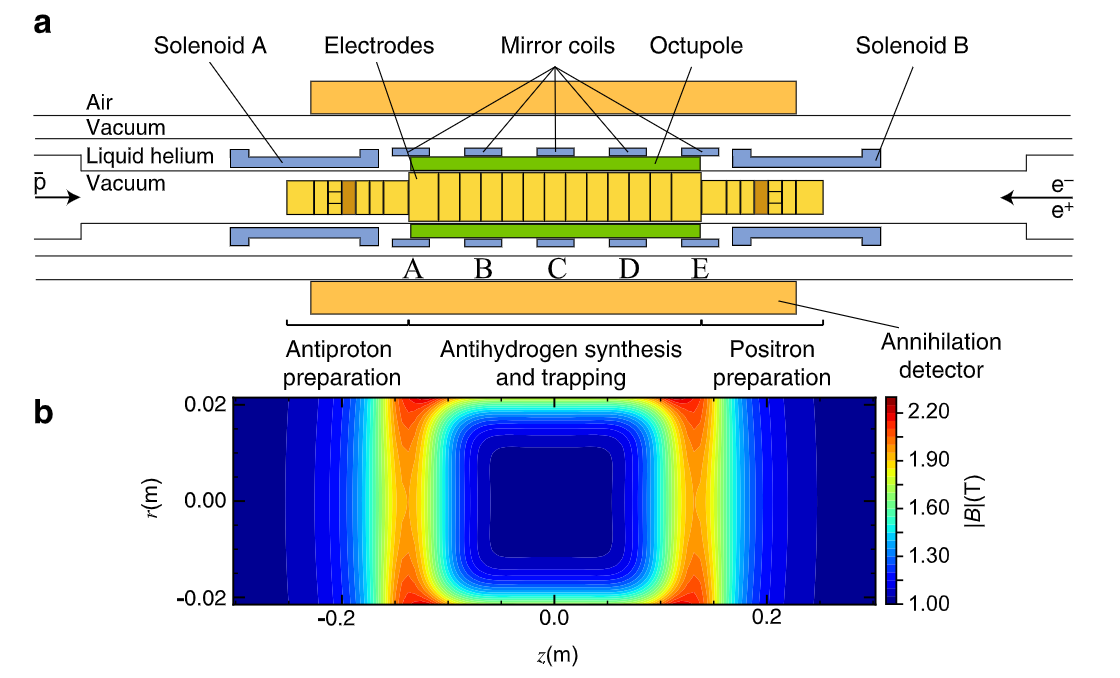 a
Solenoid A
Electrodes
Mirror coils
Octupole
Solenoid B
Air
Vacuum
Liquid helium
Vacuum
p̄
e⁻
e⁺
A
B
C
D
E
Antiproton
preparation
Antihydrogen synthesis
and trapping
Positron
preparation
Annihilation
detector
b
0.02
0.00
-0.02
r(m)
-0.2
0.0
0.2
z(m)
2.20
1.90
1.60
1.30
1.00
|B|(T)